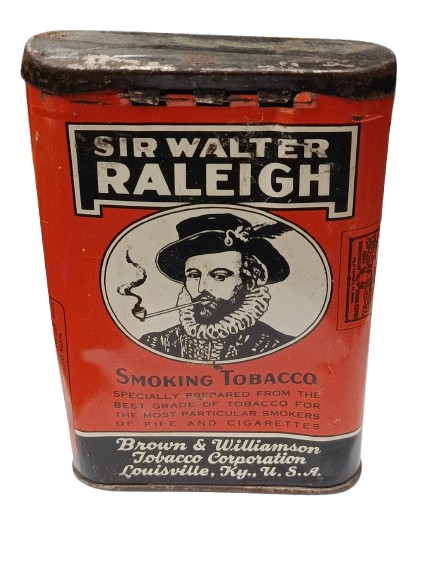 SIR WALTER
RALEIGH
SMOKING TOBACCO
SPECIALLY PREPARED FROM THE
BEST GRADE OF TOBACCO FOR
THE MOST PARTICULAR SMOKERS
OF PIPE AND CIGARETTES
Brown & Williamson
Tobacco Corporation
Louisville, Ky., U.S.A.